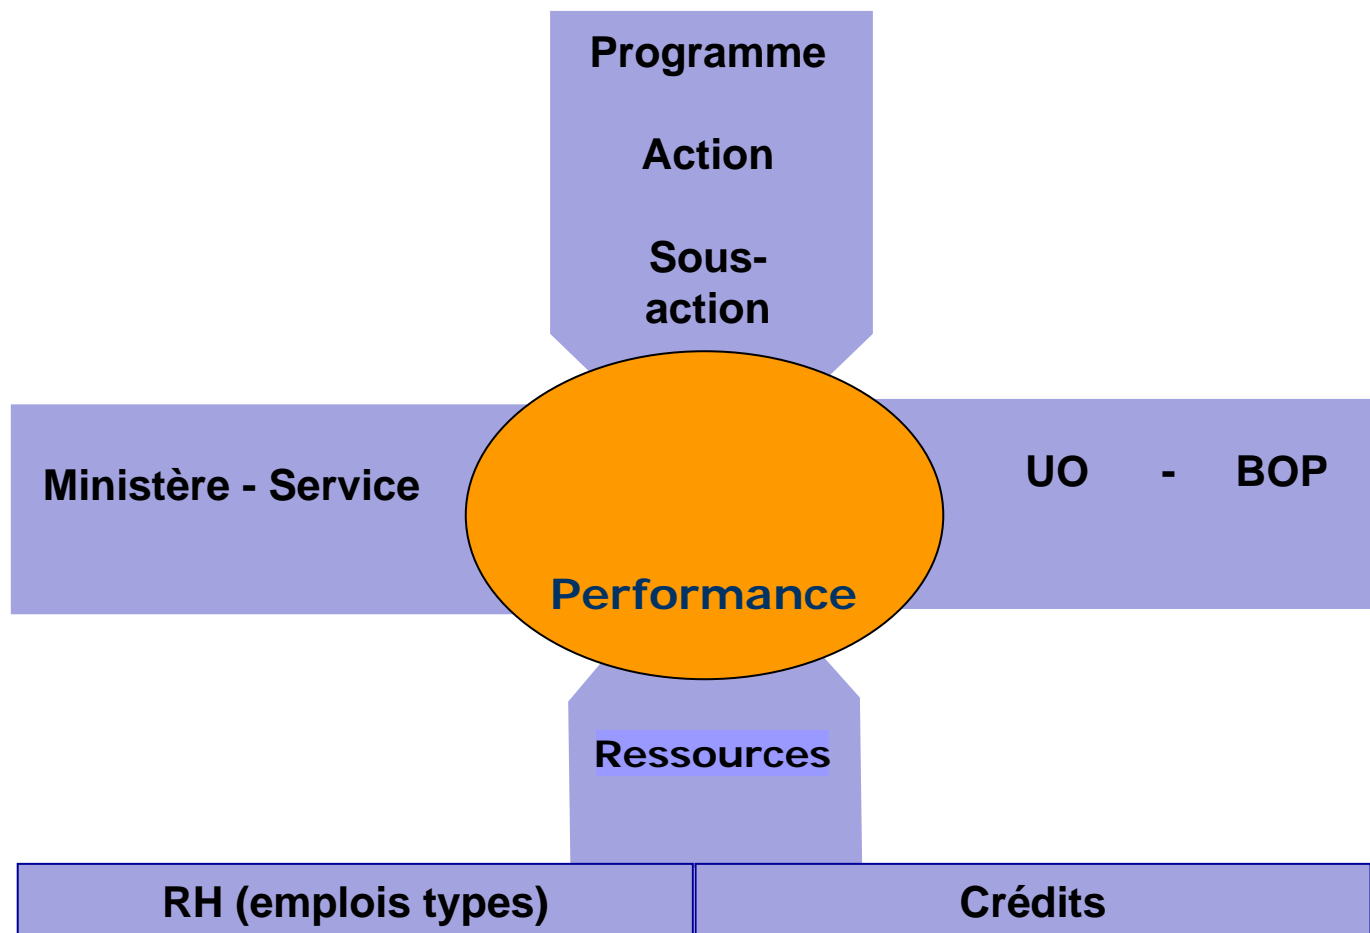 Programme
Action
Sous-
action
Ministère - Service
UO - BOP
Performance
Ressources
RH (emplois types)
Crédits